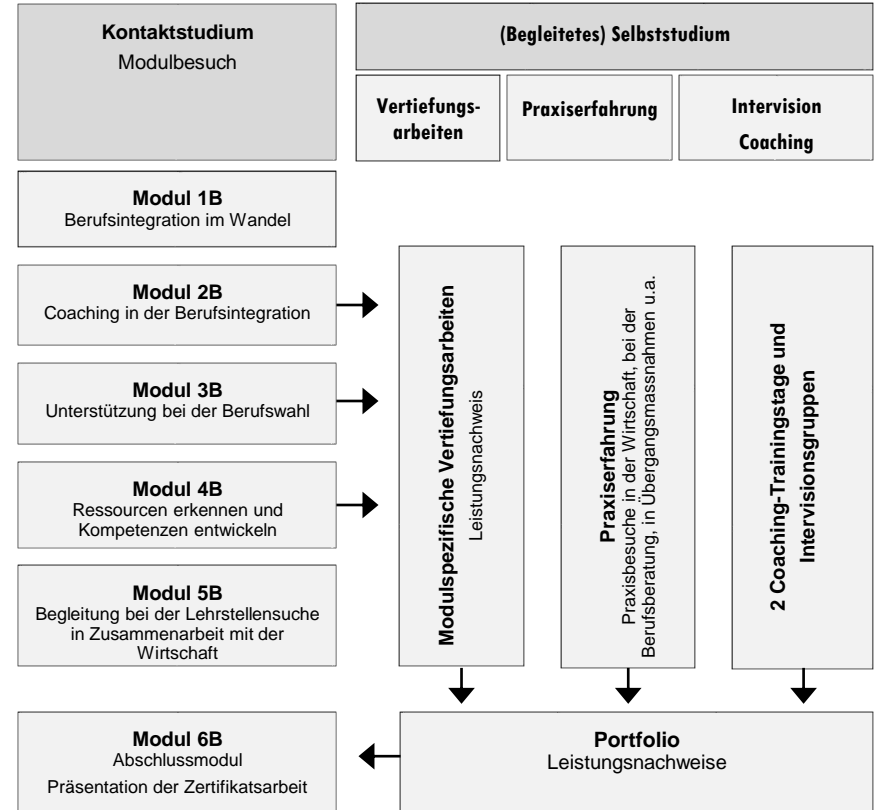 Kontaktstudium
Modulbesuch
(Begleitetes) Selbststudium
Vertiefungs-
arbeiten
Praxiserfahrung
Intervision
Coaching
Modul 1B
Berufsintegration im Wandel
Modul 2B
Coaching in der Berufsintegration
Modul 3B
Unterstützung bei der Berufswahl
Modul 4B
Ressourcen erkennen und
Kompetenzen entwickeln
Modul 5B
Begleitung bei der Lehrstellensuche
in Zusammenarbeit mit der
Wirtschaft
Modulspezifische Vertiefungsarbeiten
Leistungsnachweis
Praxiserfahrung
Praxisbesuche in der Wirtschaft, bei der
Berufsberatung, in Übergangsmassnahmen u.a.
2 Coaching-Trainingstage und
Intervisionsgruppen
Modul 6B
Abschlussmodul
Präsentation der Zertifikatsarbeit
Portfolio
Leistungsnachweise